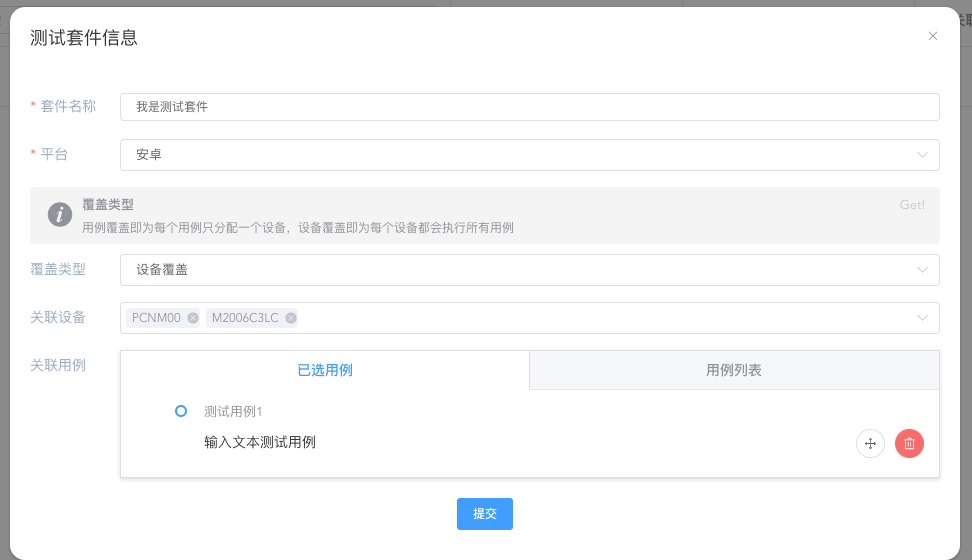 测试套件信息
* 套件名称
我是测试套件
* 平台
安卓
覆盖类型
Get!
用例覆盖即为每个用例只分配一个设备，设备覆盖即为每个设备都会执行所有用例
覆盖类型
设备覆盖
关联设备
PCNM00
M2006C3LC
关联用例
已选用例
用例列表
测试用例1
输入文本测试用例
提交